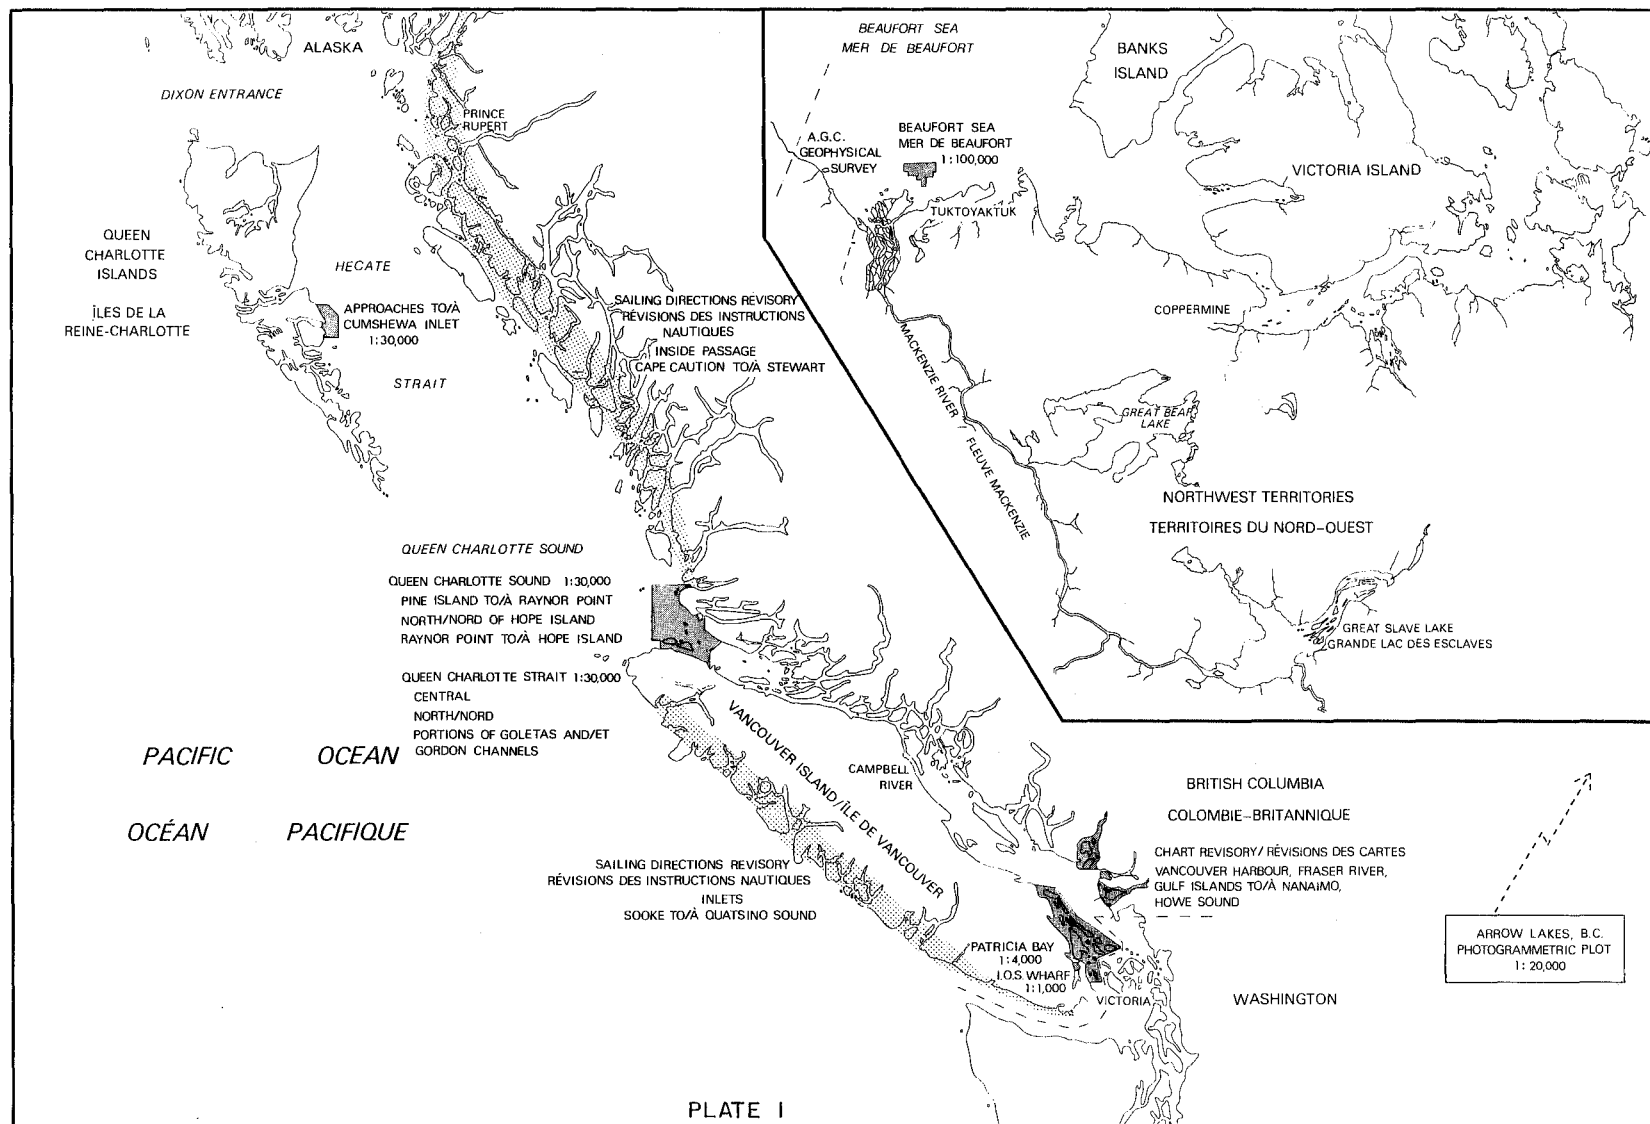 ALASKA
DIXON ENTRANCE
PRINCE
RUPERT
QUEEN
CHARLOTTE
ISLANDS
ÎLES DE LA
REINE-CHARLOTTE
HECATE
STRAIT
APPROACHES TO/À
CUMSHEWA INLET
1:30,000
SAILING DIRECTIONS REVISORY
RÉVISIONS DES INSTRUCTIONS
NAUTIQUES
INSIDE PASSAGE
CAPE CAUTION TO/À STEWART
QUEEN CHARLOTTE SOUND
QUEEN CHARLOTTE SOUND 1:30,000
PINE ISLAND TO/À RAYNOR POINT
NORTH/NORD OF HOPE ISLAND
RAYNOR POINT TO/À HOPE ISLAND
QUEEN CHARLOTTE STRAIT 1:30,000
CENTRAL
NORTH/NORD
PORTIONS OF GOLETAS AND/ET
GORDON CHANNELS
PACIFIC OCEAN
OCÉAN PACIFIQUE
VANCOUVER ISLAND/ÎLE DE VANCOUVER
CAMPBELL
RIVER
SAILING DIRECTIONS REVISORY
RÉVISIONS DES INSTRUCTIONS NAUTIQUES
INLETS
SOOKE TO/À QUATSINO SOUND
PATRICIA BAY
1:4,000
I.O.S. WHARF
1:1,000
VICTORIA
BRITISH COLUMBIA
COLOMBIE-BRITANNIQUE
CHART REVISORY/RÉVISIONS DES CARTES
VANCOUVER HARBOUR, FRASER RIVER,
GULF ISLANDS TO/À NANAIMO,
HOWE SOUND
WASHINGTON
ARROW LAKES, B.C.
PHOTOGRAMMETRIC PLOT
1:20,000
BEAUFORT SEA
MER DE BEAUFORT
BANKS
ISLAND
A.G.C.
GEOPHYSICAL
SURVEY
BEAUFORT SEA
MER DE BEAUFORT
1:100,000
TUKTOYAKTUK
VICTORIA ISLAND
COPPERMINE
MACKENZIE RIVER / FLEUVE MACKENZIE
GREAT BEAR
LAKE
NORTHWEST TERRITORIES
TERRITOIRES DU NORD-OUEST
GREAT SLAVE LAKE
GRANDE LAC DES ESCLAVES
PLATE I